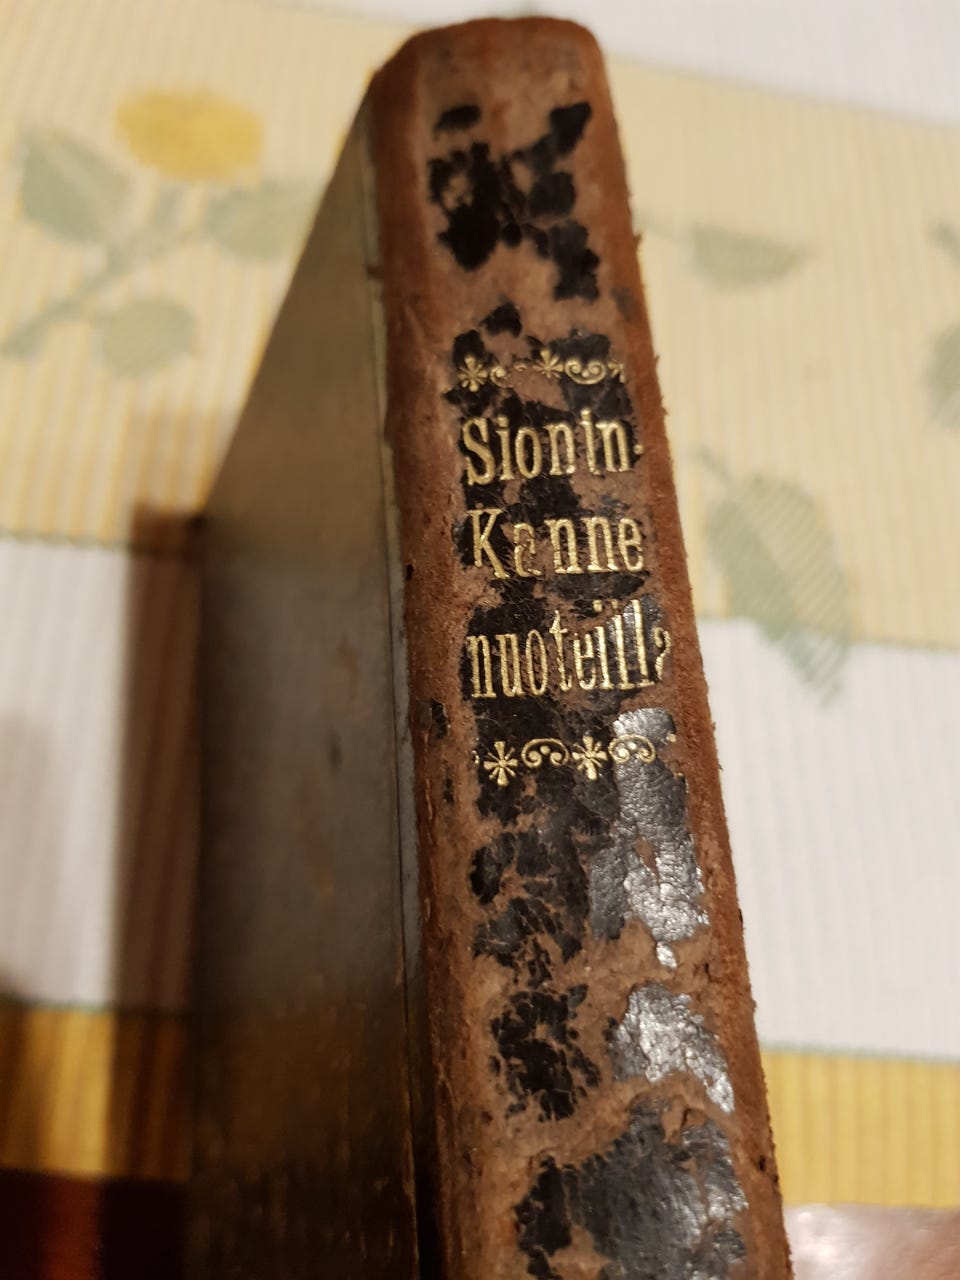 Sionin-
Kanne
nuoteilla